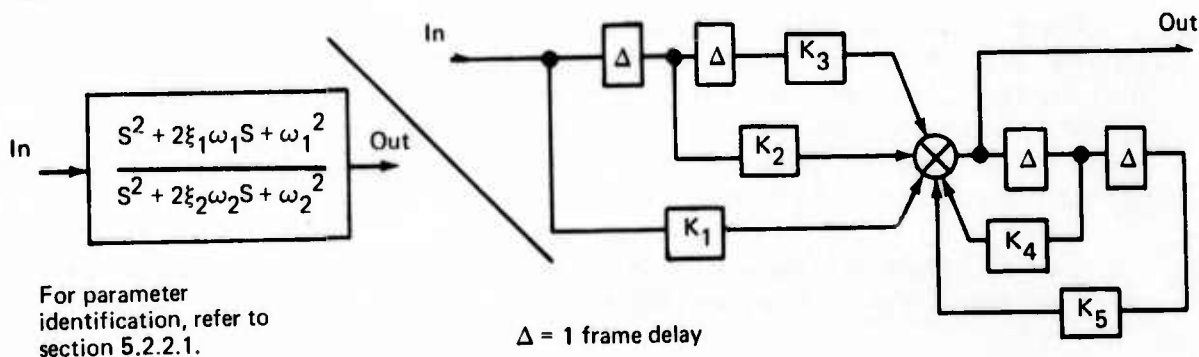 In
S² + 2ξ₁ω₁S + ω₁²
S² + 2ξ₂ω₂S + ω₂²
Out
For parameter
identification, refer to
section 5.2.2.1.
In
Δ
Δ
K₃
K₂
K₁
Out
Δ
Δ
K₄
K₅
Δ = 1 frame delay